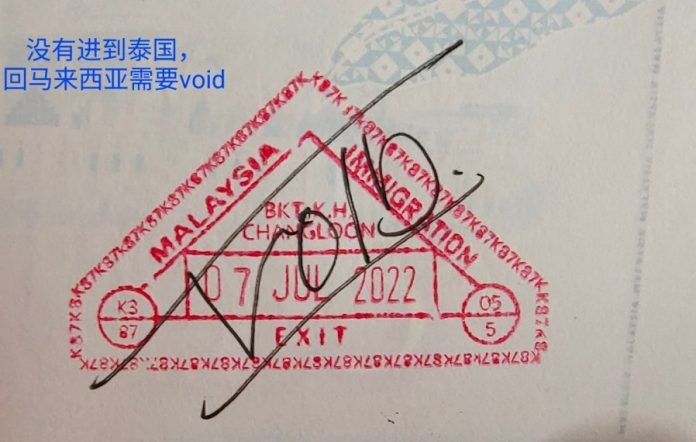 没有进到泰国，
回马来西亚需要void
MALAYSIA
IMMIGRATION
BKT. K.H.
CHANGLOON
07 JUL 2022
K3
87
05
5
EXIT
VOID.